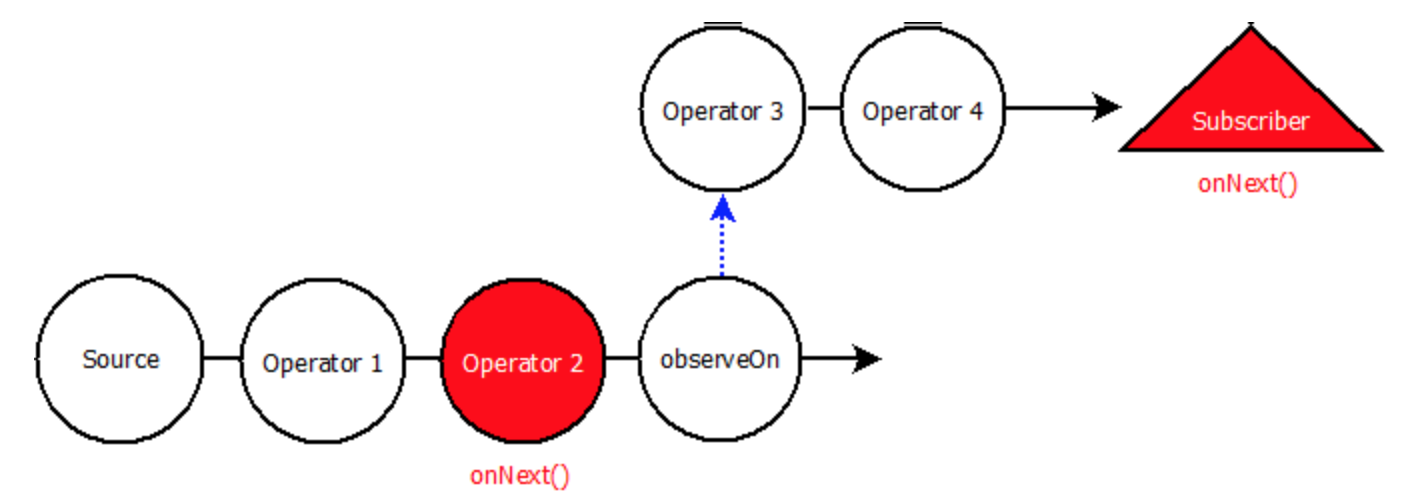 Operator 3
Operator 4
Subscriber
onNext()
Source
Operator 1
Operator 2
observeOn
onNext()